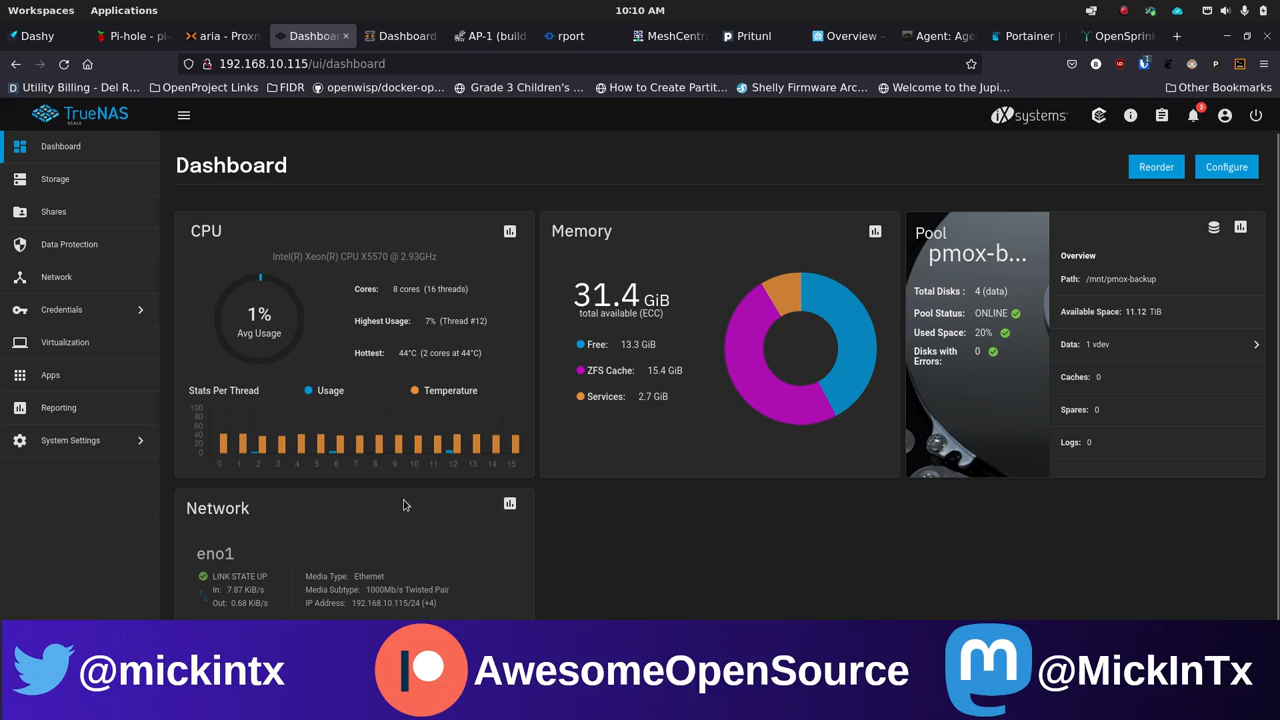 Workspaces Applications 10:10 AM
Dashy Pi-hole - pi- aria - Proxn Dashboar Dashboard AP-1 (build rport MeshCentr Pritunl Overview - Agent: Age Portainer | OpenSprink
192.168.10.115/ui/dashboard
Utility Billing - Del R... OpenProject Links FIDR openwisp/docker-op... Grade 3 Children's ... How to Create Partit... Shelly Firmware Arc... Welcome to the Jupi... Other Bookmarks
TrueNAS
SCALE
iXsystems 3
Dashboard
Storage
Shares
Data Protection
Network
Credentials
Virtualization
Apps
Reporting
System Settings
Dashboard
Reorder Configure
CPU
Intel(R) Xeon(R) CPU X5570 @ 2.93GHz
1%
Avg Usage
Cores: 8 cores (16 threads)
Highest Usage: 7% (Thread #12)
Hottest: 44°C (2 cores at 44°C)
Stats Per Thread Usage Temperature
100
80
60
40
20
0
0 1 2 3 4 5 6 7 8 9 10 11 12 13 14 15
Memory
31.4 GiB
total available (ECC)
Free: 13.3 GiB
ZFS Cache: 15.4 GiB
Services: 2.7 GiB
Pool
pmox-b...
Total Disks : 4 (data)
Pool Status: ONLINE
Used Space: 20%
Disks with 0
Errors:
Overview
Path: /mnt/pmox-backup
Available Space: 11.12 TiB
Data: 1 vdev
Caches: 0
Spares: 0
Logs: 0
Network
eno1
LINK STATE UP
In: 7.87 KiB/s
Out: 0.68 KiB/s
Media Type: Ethernet
Media Subtype: 1000Mb/s Twisted Pair
IP Address: 192.168.10.115/24 (+4)
@mickintx AwesomeOpenSource @MickInTx